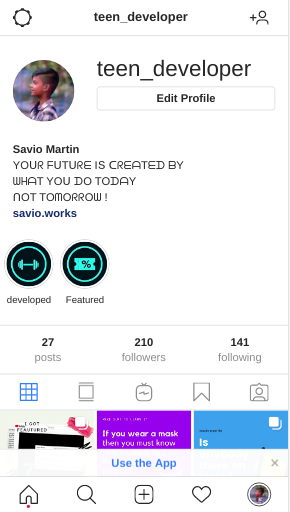 teen_developer
teen_developer
Edit Profile
Savio Martin
YOUR FUTURE IS CREATED BY
WHAT YOU DO TODAY
NOT TOMORROW !
savio.works
%
developed Featured
27 210 141
posts followers following
I GOT
FEAUTURED
If you wear a mask
then you must know
is
Use the App ×